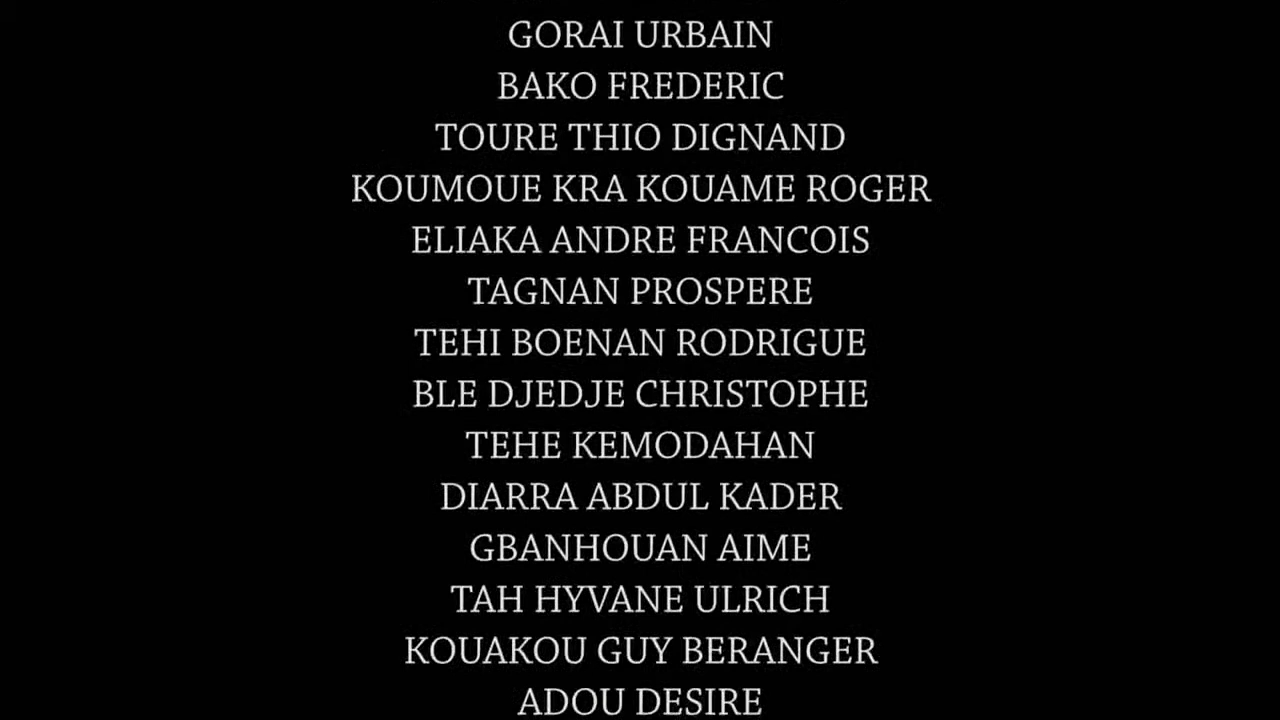 GORAI URBAIN
BAKO FREDERIC
TOURE THIO DIGNAND
KOUMOUE KRA KOUAME ROGER
ELIAKA ANDRE FRANCOIS
TAGNAN PROSPERE
TEHI BOENAN RODRIGUE
BLE DJEDJE CHRISTOPHE
TEHE KEMODAHAN
DIARRA ABDUL KADER
GBANHOUAN AIME
TAH HYVANE ULRICH
KOUAKOU GUY BERANGER
ADOU DESIRE